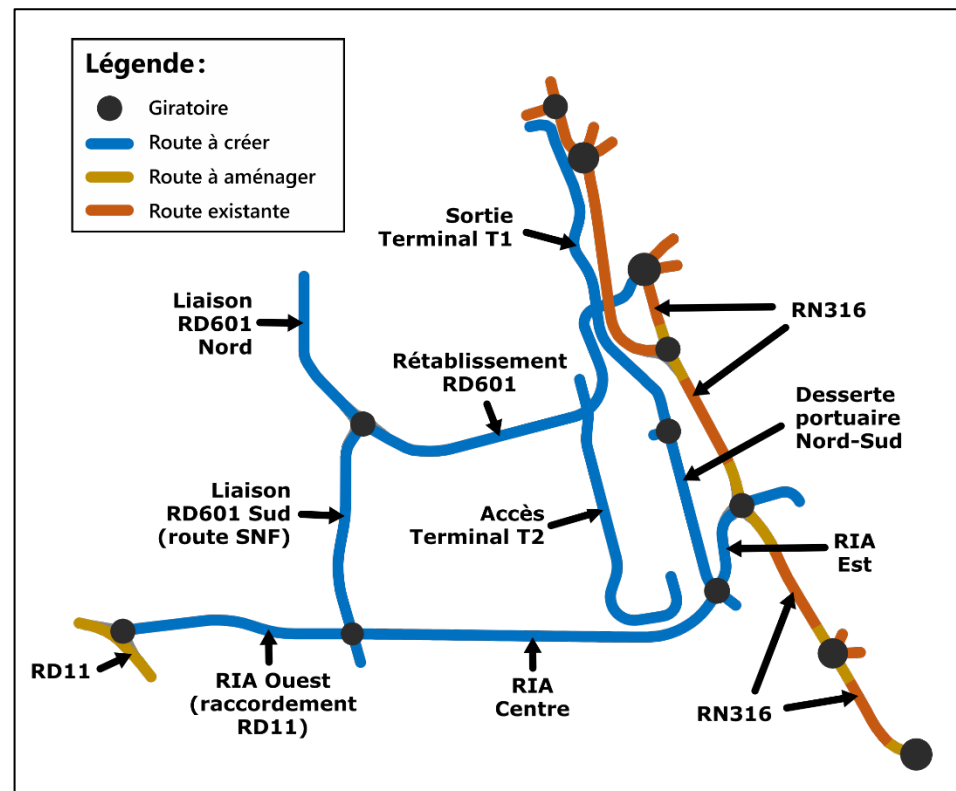 Légende :
Giratoire
Route à créer
Route à aménager
Route existante
Sortie
Terminal T1
Liaison
RD601
Nord
RN316
Rétablissement
RD601
Desserte
portuaire
Nord-Sud
Liaison
RD601 Sud
(route SNF)
Accès
Terminal T2
RIA
Est
RD11
RIA Ouest
(raccordement
RD11)
RIA
Centre
RN316